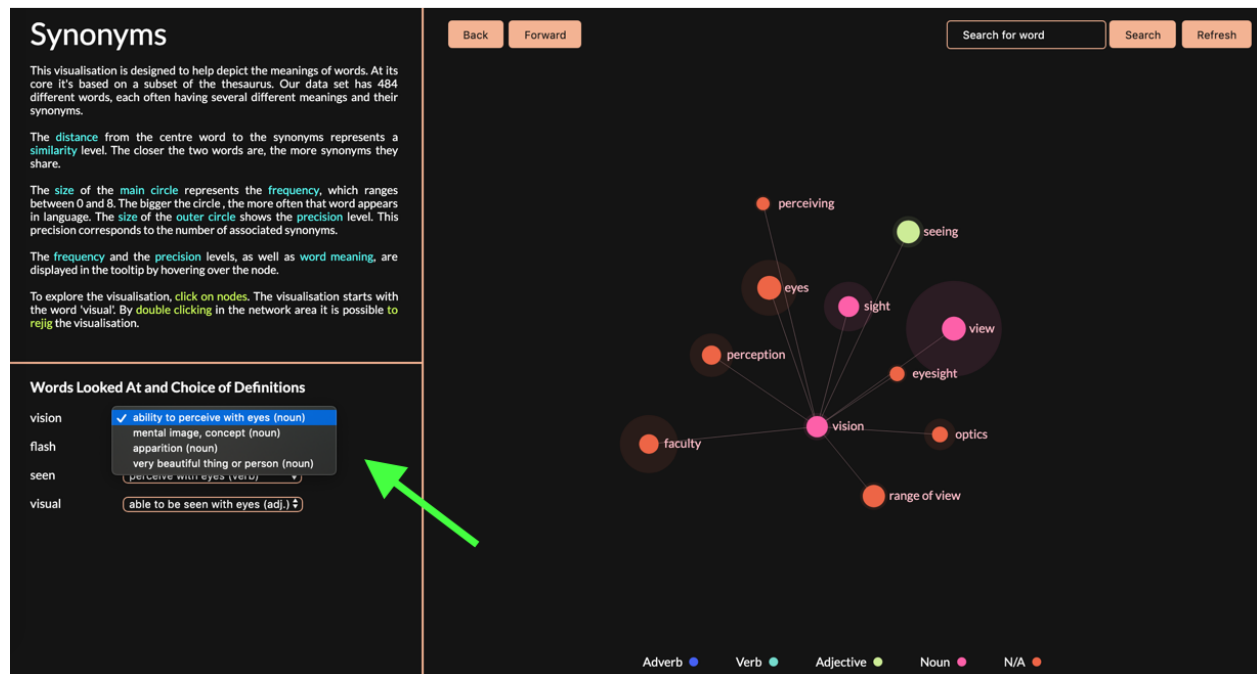 Synonyms
This visualisation is designed to help depict the meanings of words. At its
core it's based on a subset of the thesaurus. Our data set has 484
different words, each often having several different meanings and their
synonyms.
The distance from the centre word to the synonyms represents a
similarity level. The closer the two words are, the more synonyms they
share.
The size of the main circle represents the frequency, which ranges
between 0 and 8. The bigger the circle , the more often that word appears
in language. The size of the outer circle shows the precision level. This
precision corresponds to the number of associated synonyms.
The frequency and the precision levels, as well as word meaning, are
displayed in the tooltip by hovering over the node.
To explore the visualisation, click on nodes. The visualisation starts with
the word 'visual'. By double clicking in the network area it is possible to
rejig the visualisation.
Words Looked At and Choice of Definitions
vision
✓ ability to perceive with eyes (noun)
mental image, concept (noun)
apparition (noun)
very beautiful thing or person (noun)
flash
seen perceive with eyes (verb)
visual able to be seen with eyes (adj.)
Back Forward
Search for word Search Refresh
perceiving
seeing
eyes
sight
view
perception
eyesight
vision
optics
faculty
range of view
Adverb Verb Adjective Noun N/A